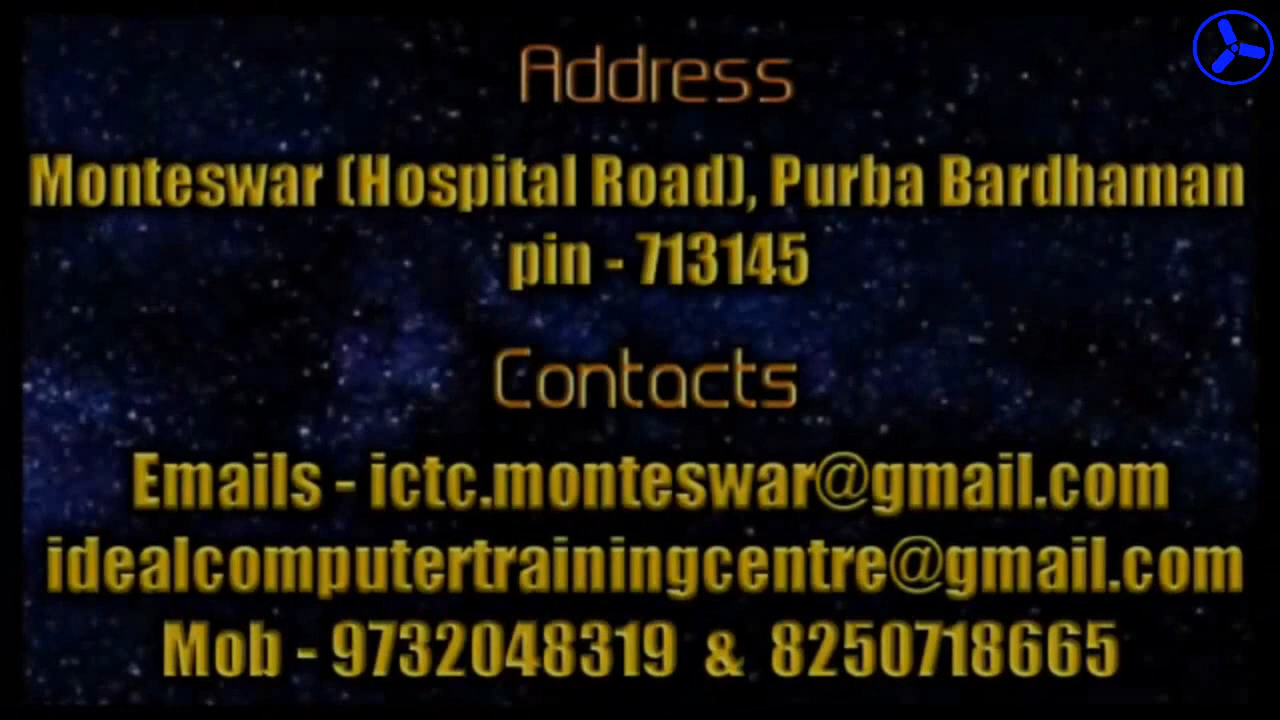 Address
Monteswar (Hospital Road), Purba Bardhaman
pin - 713145
Contacts
Emails - ictc.monteswar@gmail.com
idealcomputertrainingcentre@gmail.com
Mob - 9732048319 & 8250718665